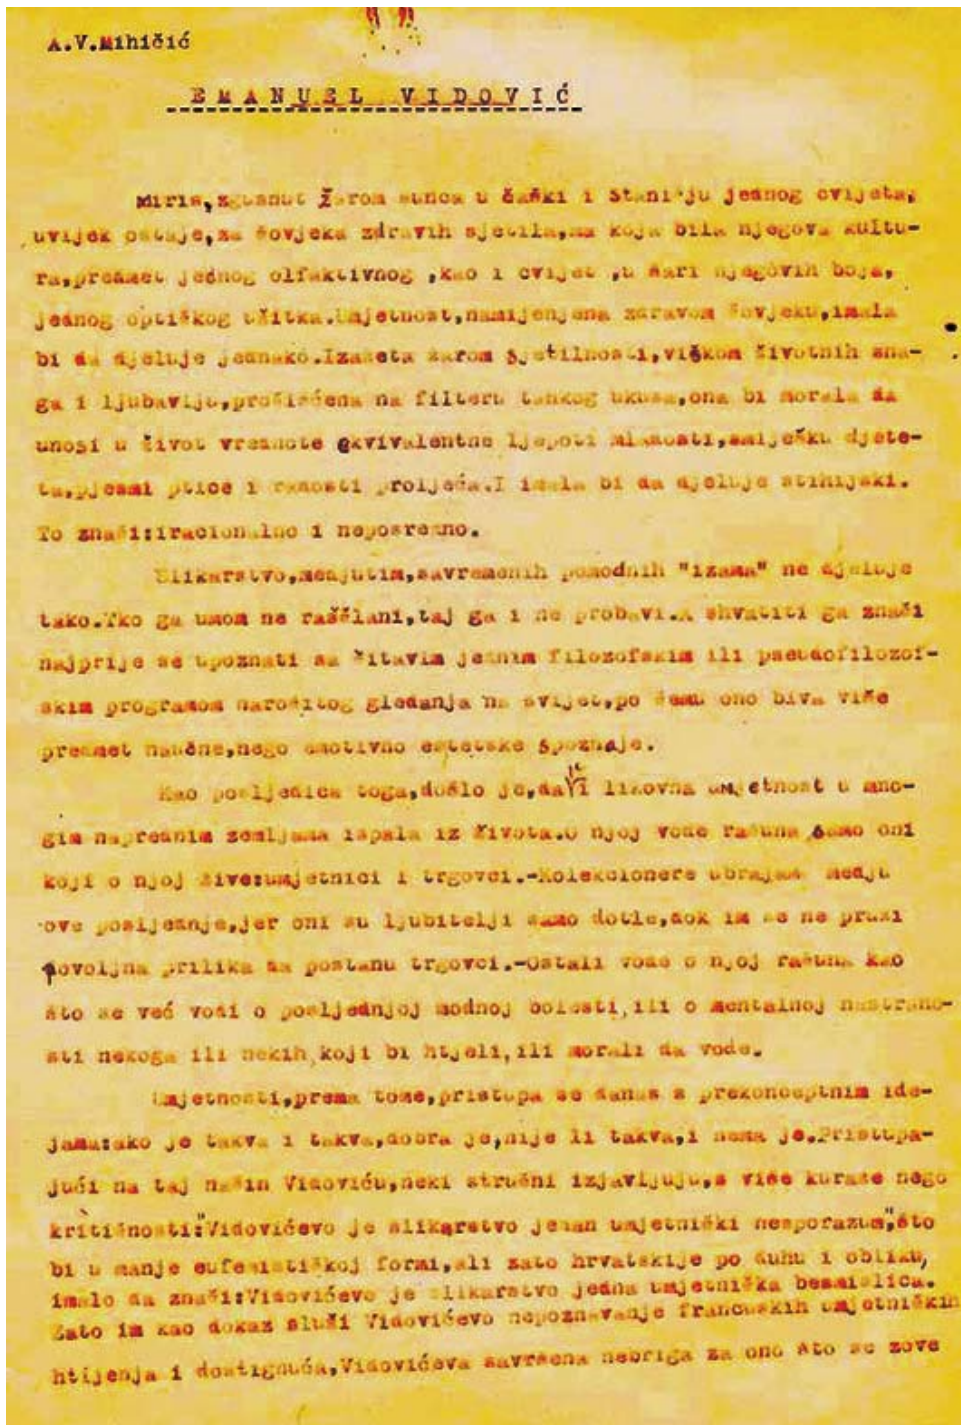 A.V.Mihičić
EMANUEL VIDOVIĆ
Miris,zgusnut žarom sunca u čaški i jednog cvijeta,
uvijek ostaje,za čovjeka zdravih sjetila,ma koja bila njegova kultu-
ra,predmet jednog olfaktivnog ,kao i cvijet ,u njegovih boja,
jednog optičkog užitka.Umjetnost,namijenjena zdravom čovjeku,imala
bi da djeluje jednako.Izažeta žarom sjetilnosti,viškom životnih sna-
ga i ljubavlju,pročišćena na filteru tankog ukusa,ona bi morala da
unosi u život vrednote ekvivalentne ljepoti mladosti,smiješku djete-
ta,pjesmi ptice i radosti proljeća.I imala bi da djeluje stihijski.
To znači:iracionalno i neposredno.
Slikarstvo,medjutim,savremenih pomodnih "izama" ne djeluje
tako.Tko ga umom ne raščlani,taj ga i ne probavi.A shvatiti ga znači
najprije se upoznati sa čitavim jednim filozofskim ili pseudofilozof-
skim programom naročitog gledanja na svijet,po čemu ono biva više
predmet naučne,nego emotivno estetske spoznaje.
Kao posljedica toga,došlo je,da je i likovna umjetnost u mno-
gim naprednim zemljama ispala iz života.O njoj vode računa samo oni
koji o njoj žive:umjetnici i trgovci.-Kolekcionere ubrajam medju
ove posljednje,jer oni su ljubitelji samo dotle,dok im se ne pruži
povoljna prilika da postanu trgovci.-Ostali vode o njoj računa kao
što se već vodi o posljednjoj modnoj bolesti,ili o mentalnoj nastrano-
sti nekoga ili nekih,koji bi htjeli,ili morali da vode.
Umjetnosti,prema tome,pristupa se danas s prekonceptnim ide-
jama:ako je takva i takva,dobra je,nije li takva,i nema je.Pristupa-
jući na taj način Vidoviću,neki stručni izjavljuju,s više kuraže nego
kritičnosti:"Vidovićevo je slikarstvo jedan umjetnički nesporazum",što
bi u manje eufemističkoj formi,ali zato hrvatskije po duhu i obliku,
imalo da znači:Vidovićevo je slikarstvo jedna umjetnička besmislica.
Zato im kao dokaz služi Vidovićevo nepoznavanje francuskih umjetničkih
htijenja i dostignuća,Vidovićeva savršena nebriga za ono što se zove